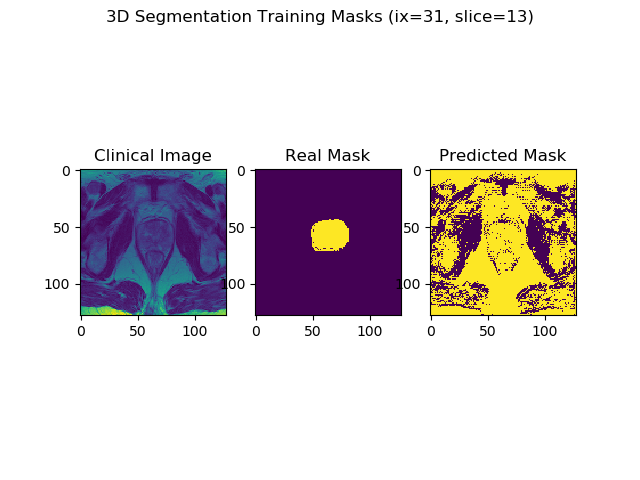 3D Segmentation Training Masks (ix=31, slice=13)
Clinical Image Real Mask Predicted Mask
0 0 0
50 50 50
100 100 100
0 50 100 0 50 100 0 50 100